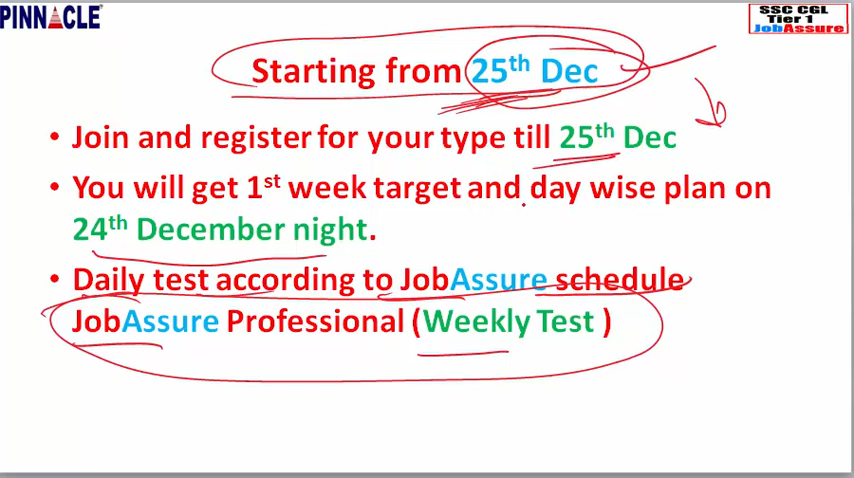 PINNACLE
SSC CGL
Tier 1
JobAssure
Starting from 25th Dec
• Join and register for your type till 25th Dec
• You will get 1st week target and day wise plan on
24th December night.
• Daily test according to JobAssure schedule
JobAssure Professional (Weekly Test )